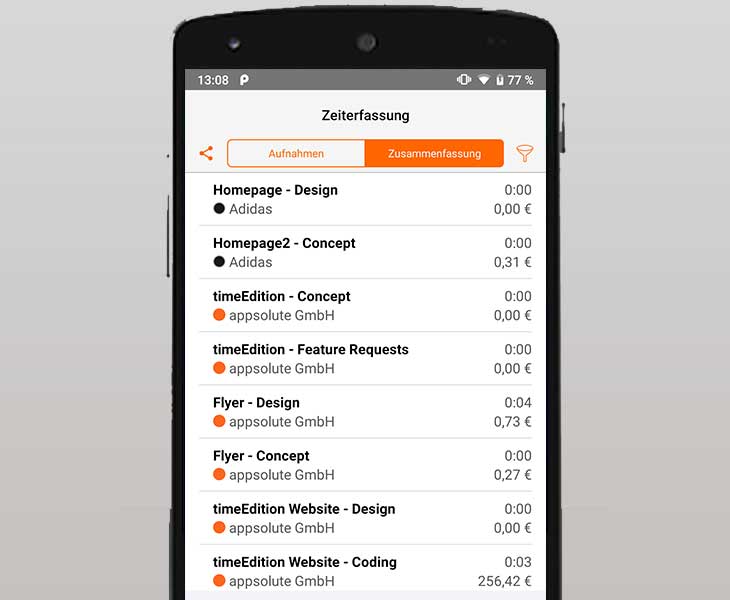 13:08 77 %
Zeiterfassung
Aufnahmen Zusammenfassung
Homepage - Design 0:00
Adidas 0,00 €
Homepage2 - Concept 0:00
Adidas 0,31 €
timeEdition - Concept 0:00
appsolute GmbH 0,00 €
timeEdition - Feature Requests 0:00
appsolute GmbH 0,00 €
Flyer - Design 0:04
appsolute GmbH 0,73 €
Flyer - Concept 0:00
appsolute GmbH 0,27 €
timeEdition Website - Design 0:00
appsolute GmbH 0,00 €
timeEdition Website - Coding 0:03
appsolute GmbH 256,42 €